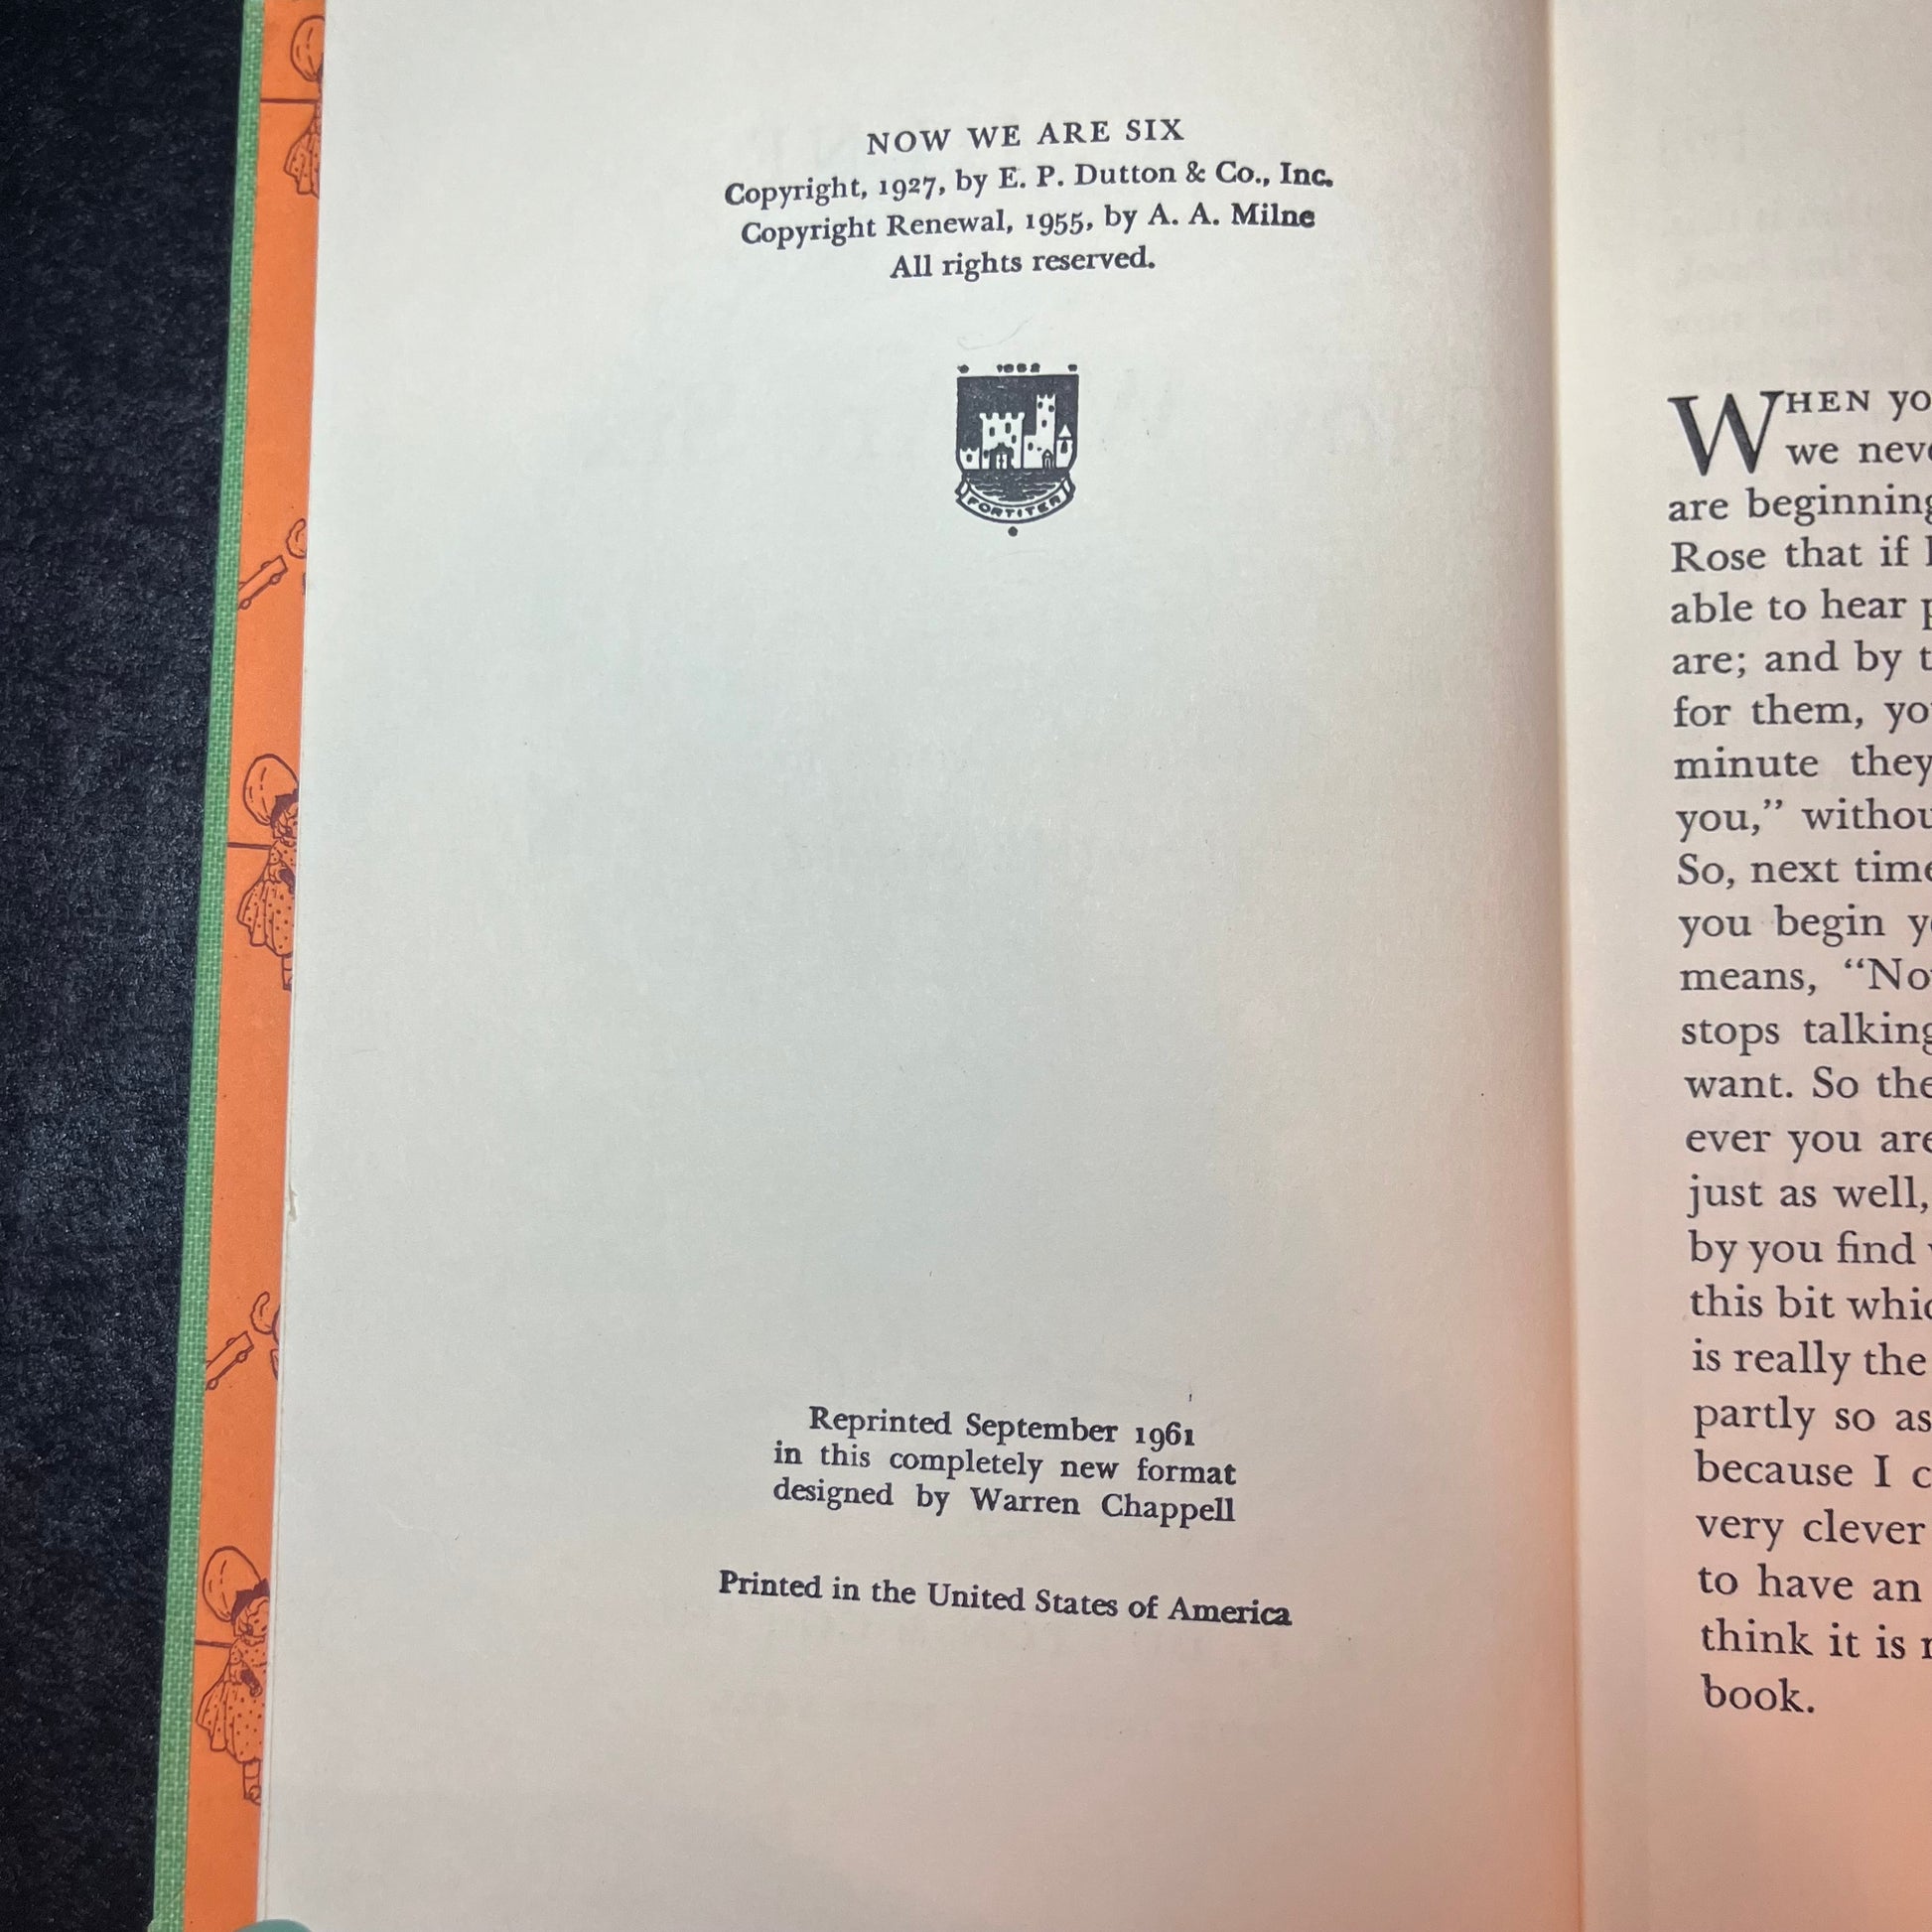 NOW WE ARE SIX
Copyright, 1927, by E. P. Dutton & Co., Inc.
Copyright Renewal, 1955, by A. A. Milne
All rights reserved.
FORTITER
Reprinted September 1961
in this completely new format
designed by Warren Chappell
Printed in the United States of America
WHEN yo
we nev
are beginning
Rose that if
able to hear
are; and by t
for them, yo
minute they
you,” withou
So, next time
you begin y
means, “No
stops talking
want. So the
ever you are
just as well,
by you find
this bit whic
is really the
partly so as
because I c
very clever
to have an
think it is
book.